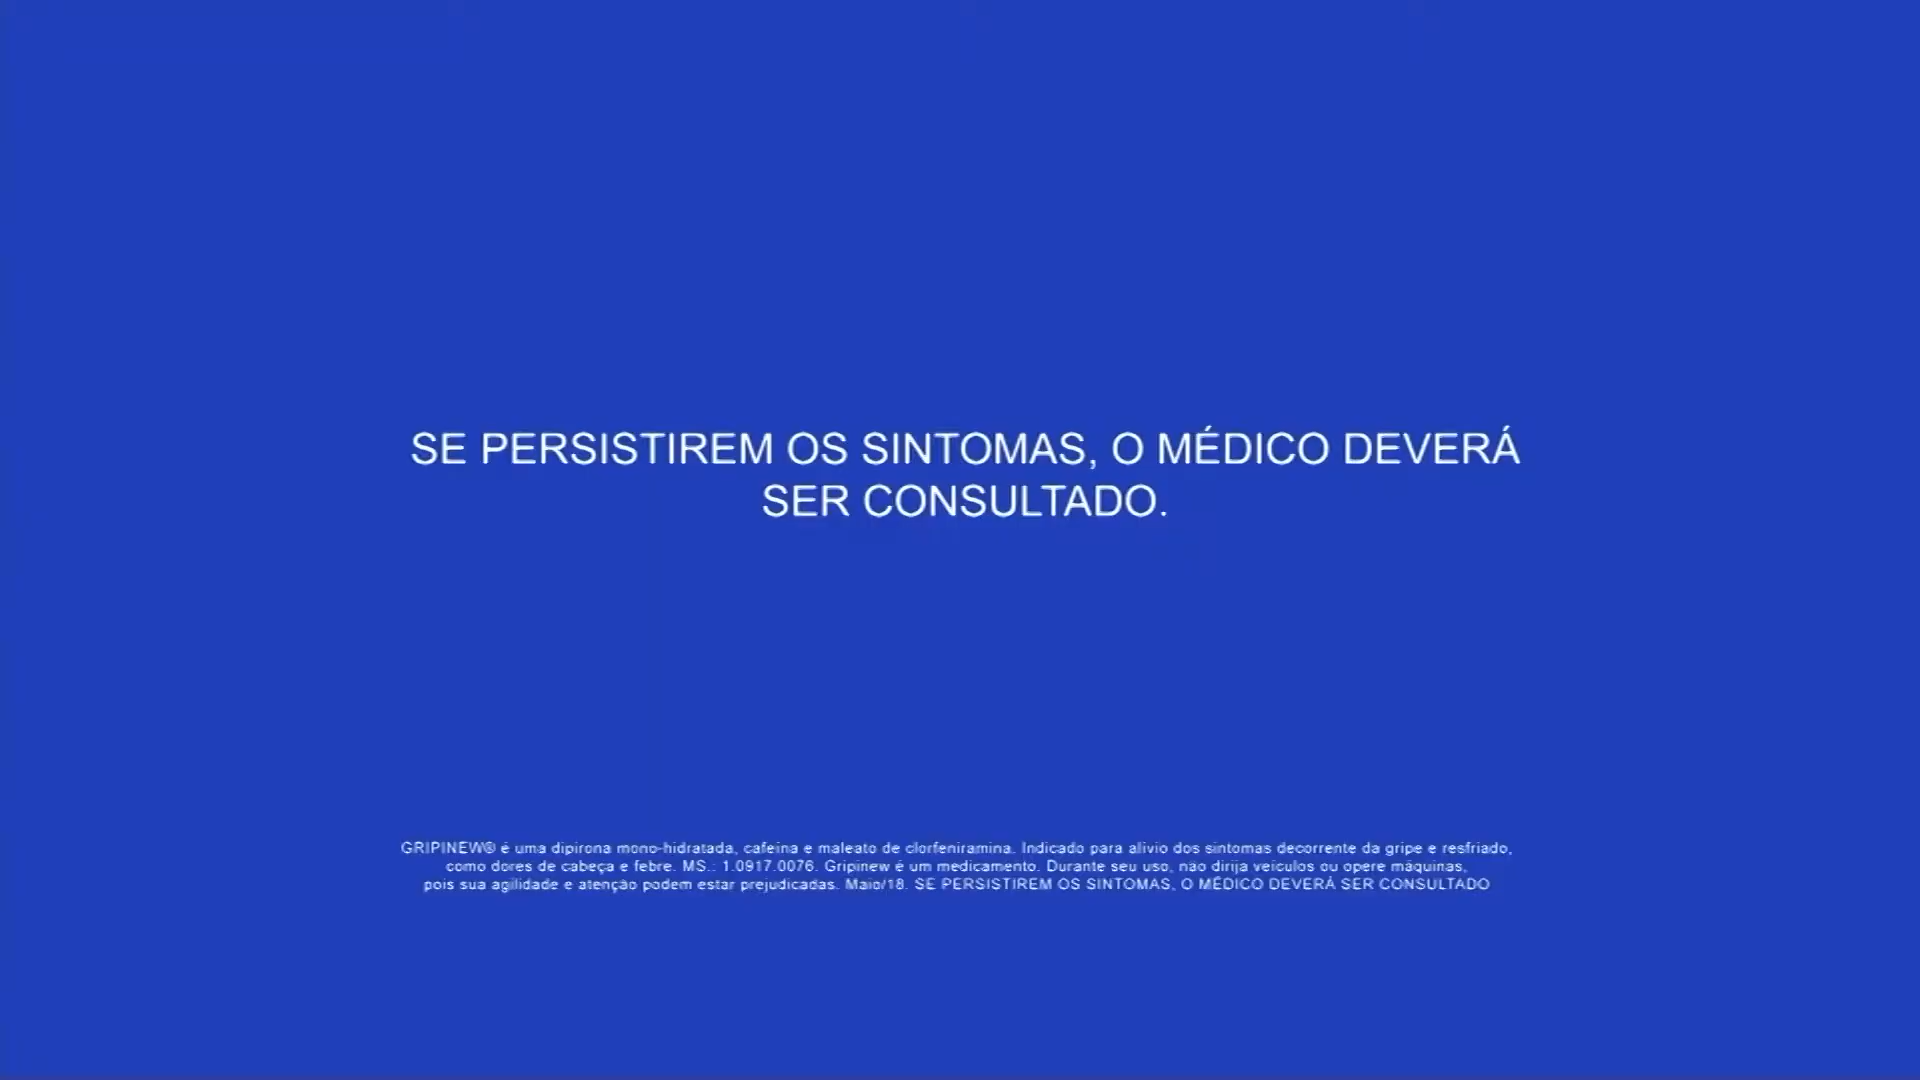 SE PERSISTIREM OS SINTOMAS, O MÉDICO DEVERÁ
SER CONSULTADO.
GRIPINEW® é uma dipirona mono-hidratada, cafeina e maleato de clorfeniramina. Indicado para alivio dos sintomas decorrente da gripe e resfriado,
como dores de cabeça e febre. MS.: 1.0917.0076. Gripinew é um medicamento. Durante seu uso, não dirija veículos ou opere máquinas,
pois sua agilidade e atenção podem estar prejudicadas. Maio/18. SE PERSISTIREM OS SINTOMAS, O MÉDICO DEVERÁ SER CONSULTADO